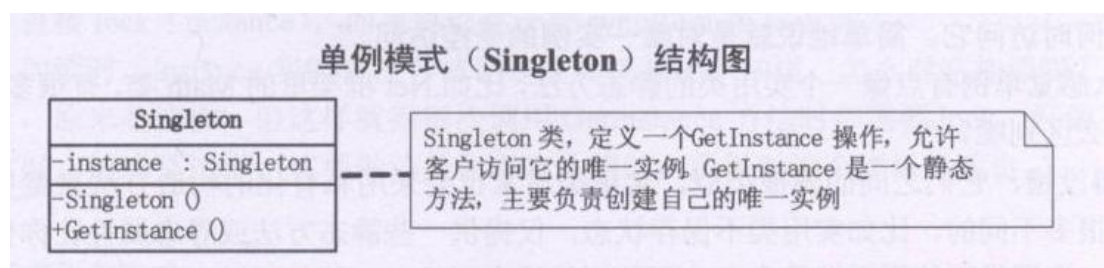 单例模式（Singleton）结构图
Singleton
-instance : Singleton
-Singleton()
+GetInstance()
Singleton 类，定义一个GetInstance 操作，允许
客户访问它的唯一实例。GetInstance 是一个静态
方法，主要负责创建自己的唯一实例